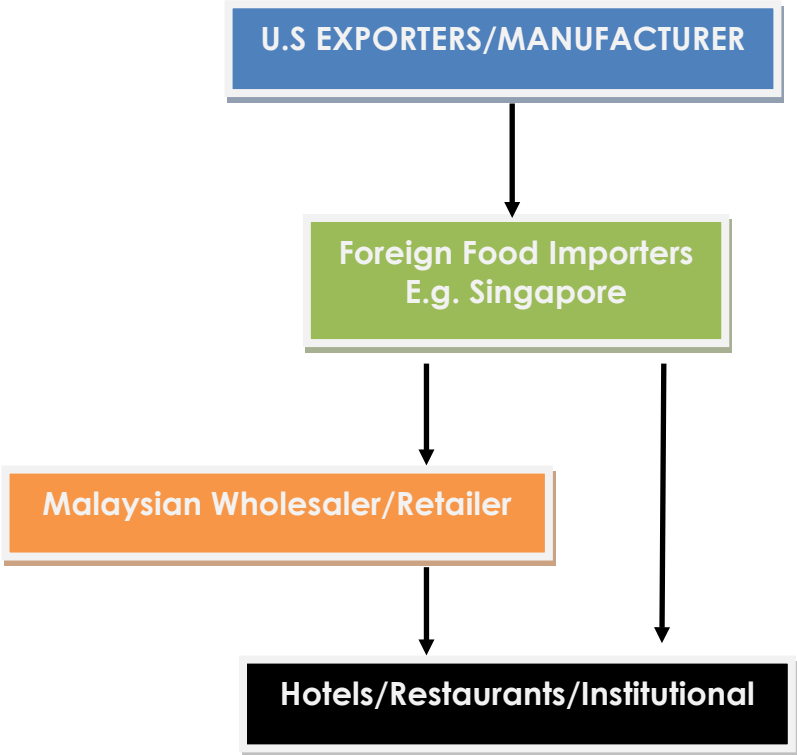 U.S EXPORTERS/MANUFACTURER
Foreign Food Importers
E.g. Singapore
Malaysian Wholesaler/Retailer
Hotels/Restaurants/Institutional